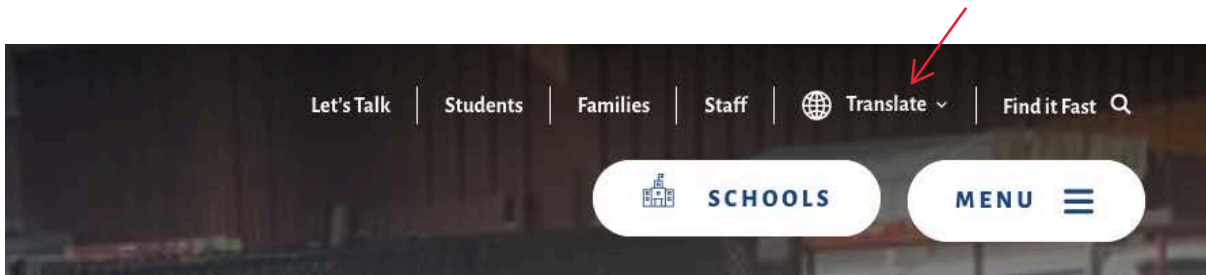 Let's Talk Students Families Staff Translate Find it Fast
SCHOOLS MENU